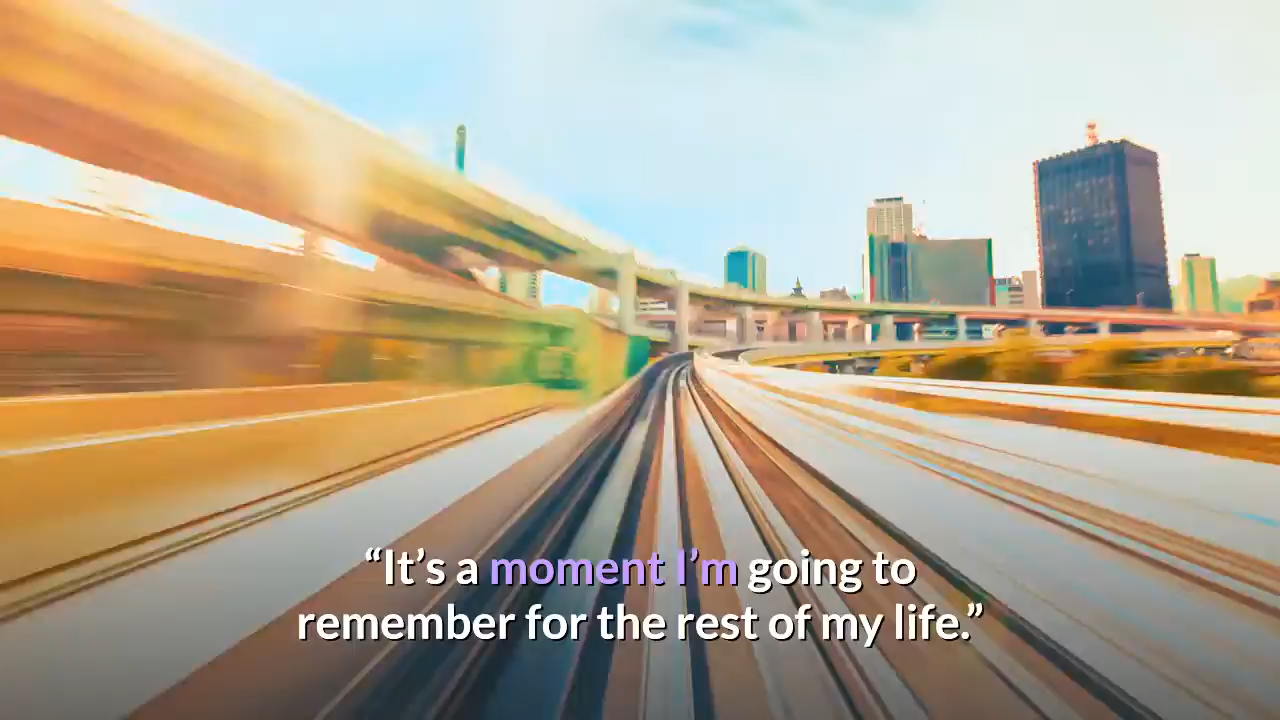 “It’s a moment I’m going to
remember for the rest of my life.”